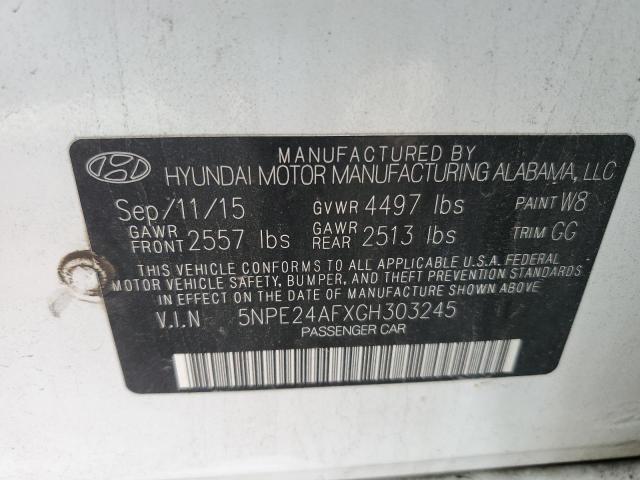 MANUFACTURED BY
HYUNDAI MOTOR MANUFACTURING ALABAMA, LLC
Sep/11/15 GVWR 4497 lbs PAINT W8
GAWR FRONT 2557 lbs GAWR REAR 2513 lbs TRIM GG
THIS VEHICLE CONFORMS TO ALL APPLICABLE U.S.A. FEDERAL
MOTOR VEHICLE SAFETY, BUMPER, AND THEFT PREVENTION STANDARDS
IN EFFECT ON THE DATE OF MANUFACTURE SHOWN ABOVE.
V.I.N 5NPE24AFXGH303245
PASSENGER CAR